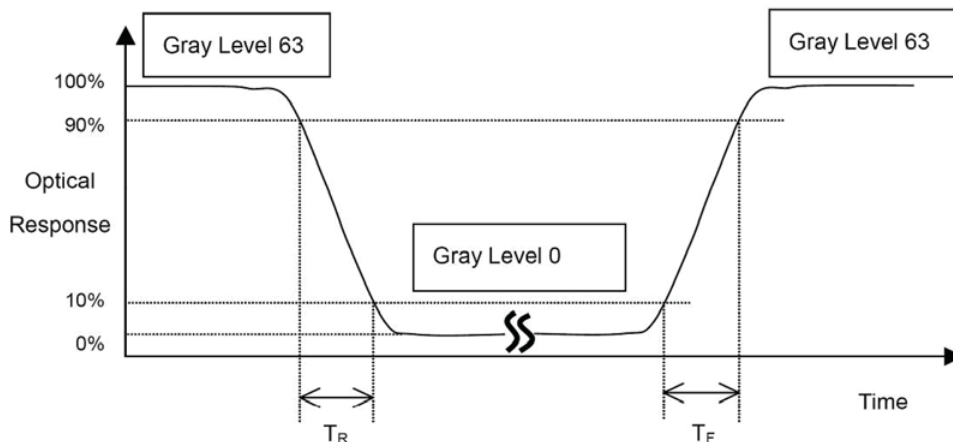 Gray Level 63
Gray Level 63
100%
90%
Optical
Response
Gray Level 0
10%
0%
Time
TR
TF